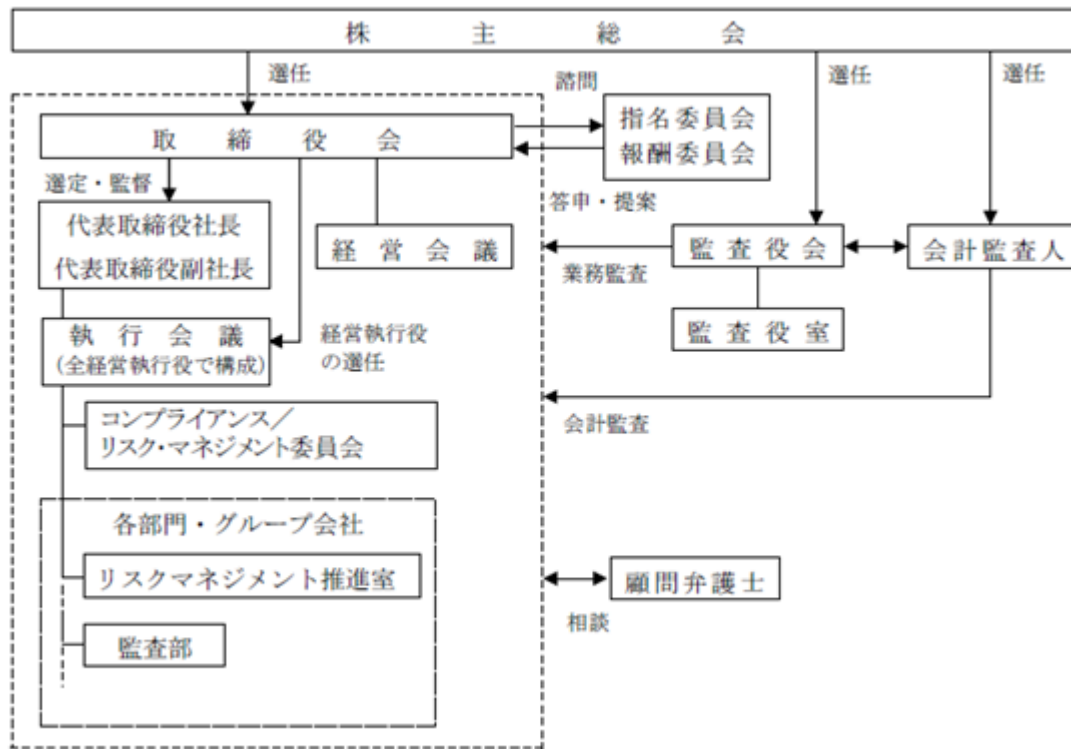 株主総会
選任
選任
選任
諮問
取締役会
指名委員会
報酬委員会
選定・監督
答申・提案
代表取締役社長
代表取締役副社長
経営会議
監査役会
会計監査人
業務監査
執行会議
(全経営執行役で構成)
経営執行役
の選任
監査役室
コンプライアンス／
リスク・マネジメント委員会
会計監査
各部門・グループ会社
リスクマネジメント推進室
顧問弁護士
相談
監査部